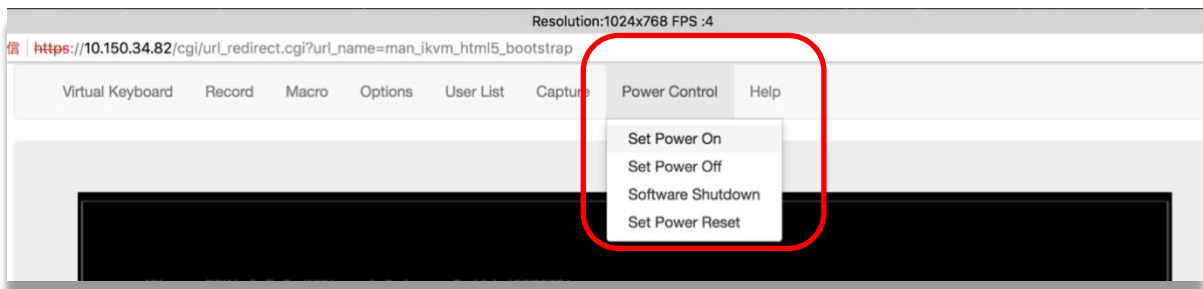 Resolution:1024x768 FPS :4
信 https://10.150.34.82/cgi/url_redirect.cgi?url_name=man_ikvm_html5_bootstrap
Virtual Keyboard Record Macro Options User List Capture Power Control Help
Set Power On
Set Power Off
Software Shutdown
Set Power Reset